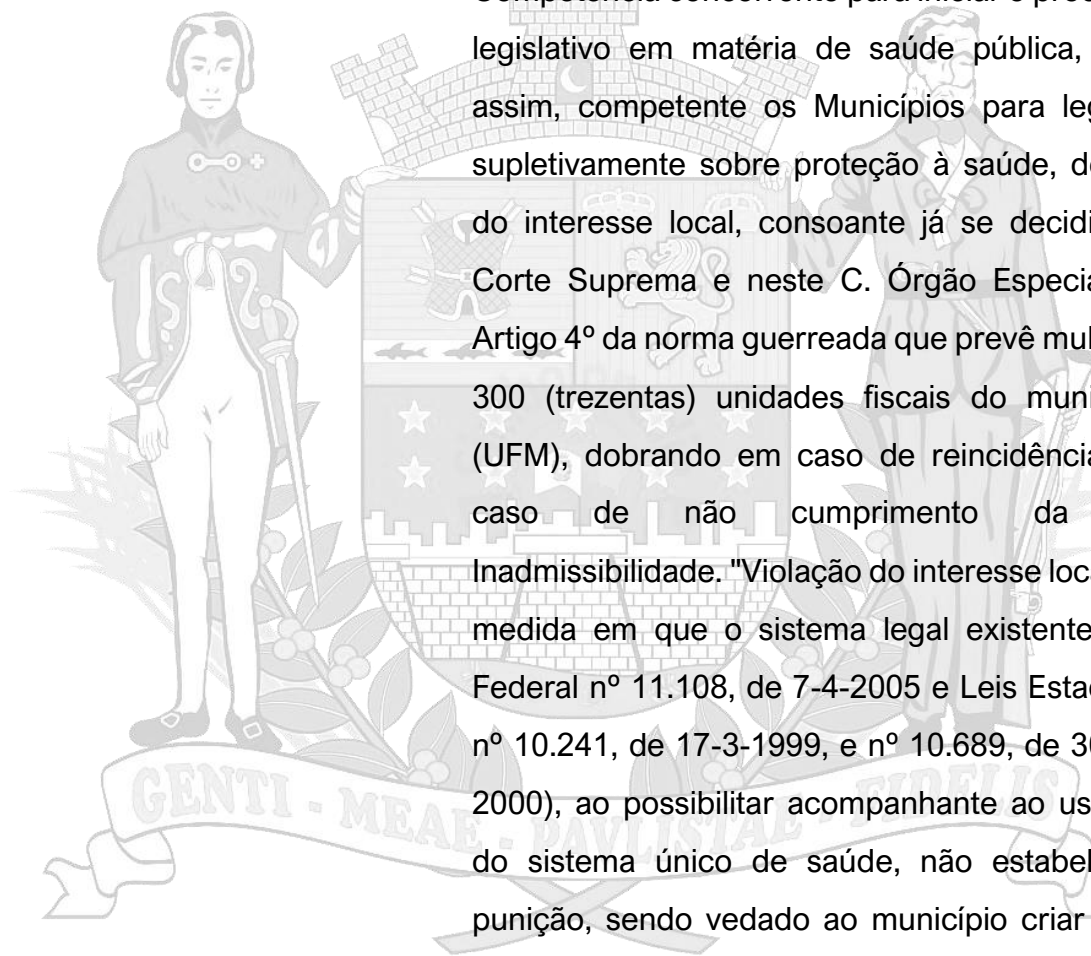 legislativo em matéria de saúde pública,
assim, competente os Municípios para leg
supletivamente sobre proteção à saúde, de
do interesse local, consoante já se decidi
Corte Suprema e neste C. Órgão Especia
Artigo 4º da norma guerreada que prevê mul
300 (trezentas) unidades fiscais do muni
(UFM), dobrando em caso de reincidência
caso de não cumprimento da
Inadmissibilidade. "Violação do interesse loca
medida em que o sistema legal existente
Federal nº 11.108, de 7-4-2005 e Leis Estad
nº 10.241, de 17-3-1999, e nº 10.689, de 30
2000), ao possibilitar acompanhante ao us
do sistema único de saúde, não estabel
punição, sendo vedado ao município criar
GENTI - MEAE - PAVLISTAE - FIDELIS